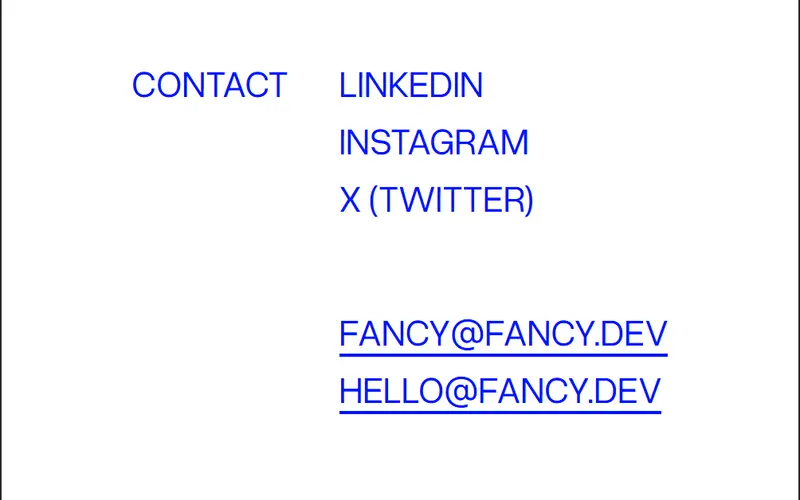 CONTACT LINKEDIN
INSTAGRAM
X (TWITTER)
FANCY@FANCY.DEV
HELLO@FANCY.DEV